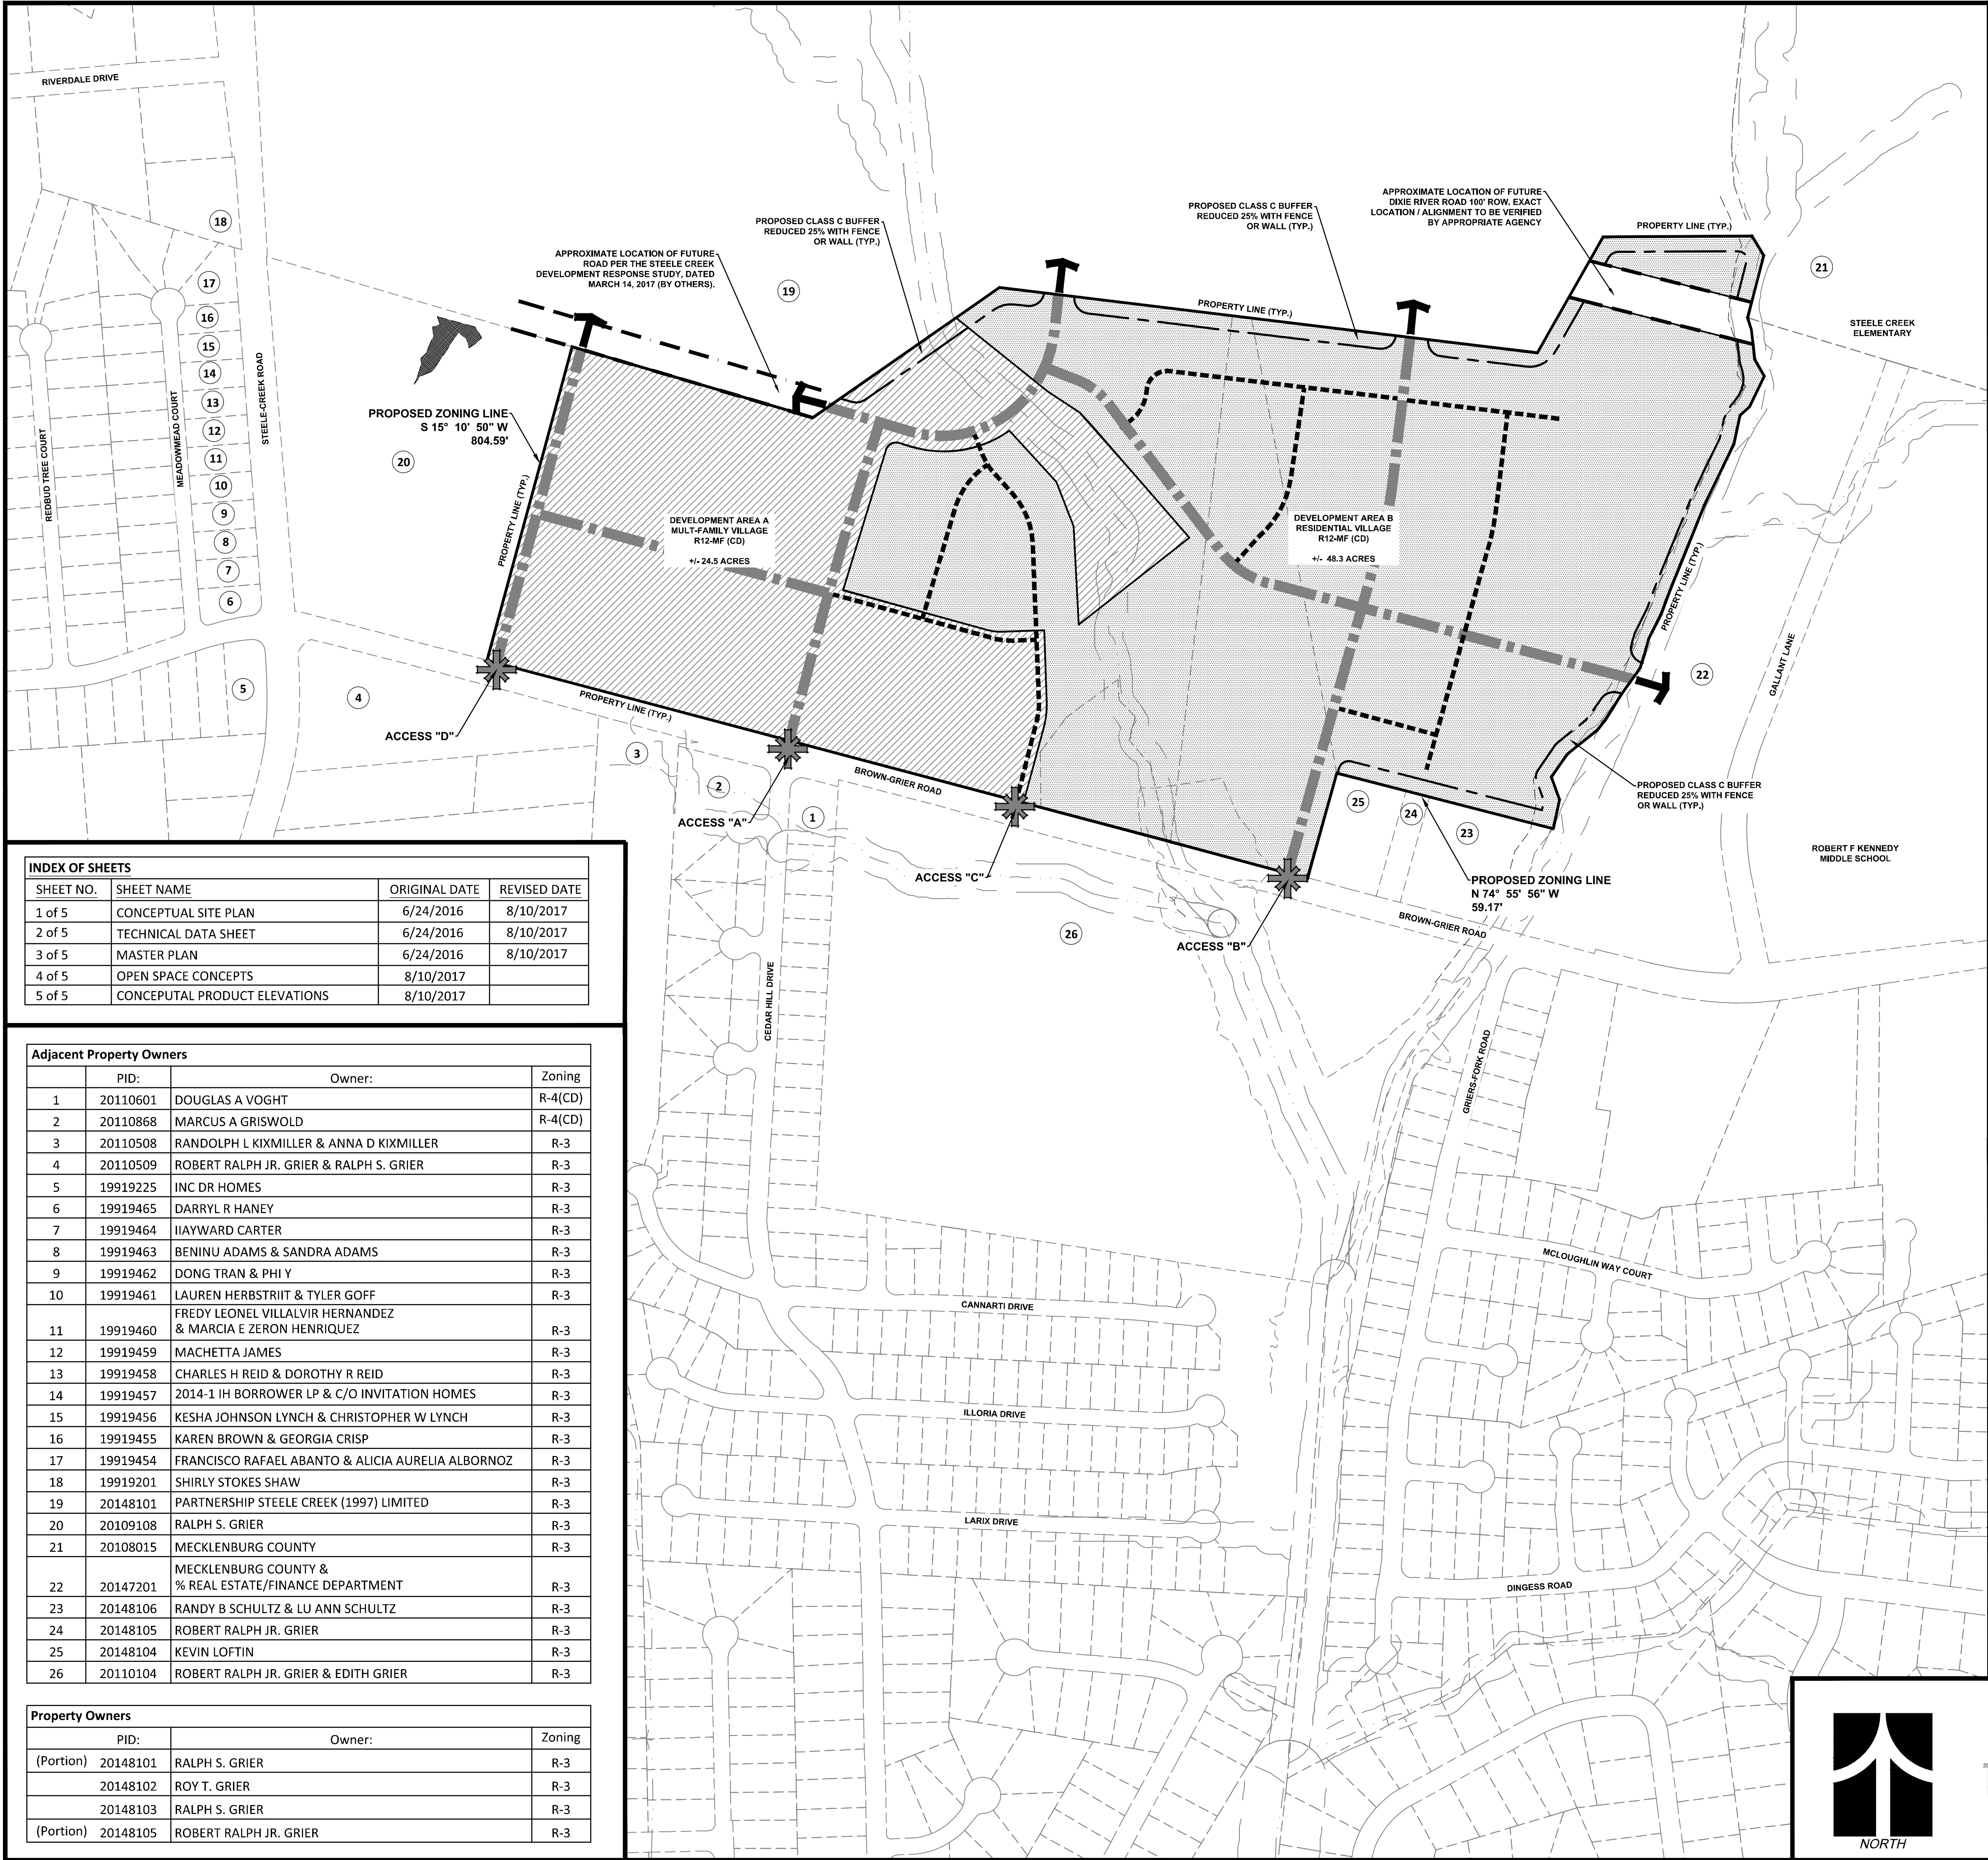 RIVERDALE DRIVE
REDBUD TREE COURT
MEADOWMEAD COURT
STEELE-CREEK ROAD
18
17
16
15
14
13
12
11
10
9
8
7
6
5
4
3
2
1
20
19
21
22
23
24
25
26
APPROXIMATE LOCATION OF FUTURE
ROAD PER THE STEELE CREEK
DEVELOPMENT RESPONSE STUDY, DATED
MARCH 14, 2017 (BY OTHERS).
PROPOSED CLASS C BUFFER
REDUCED 25% WITH FENCE
OR WALL (TYP.)
PROPOSED CLASS C BUFFER
REDUCED 25% WITH FENCE
OR WALL (TYP.)
APPROXIMATE LOCATION OF FUTURE
DIXIE RIVER ROAD 100' ROW. EXACT
LOCATION / ALIGNMENT TO BE VERIFIED
BY APPROPRIATE AGENCY
PROPERTY LINE (TYP.)
PROPERTY LINE (TYP.)
STEELE CREEK
ELEMENTARY
PROPOSED ZONING LINE
S 15° 10' 50" W
804.59'
PROPERTY LINE (TYP.)
DEVELOPMENT AREA A
MULT-FAMILY VILLAGE
R12-MF (CD)
+/- 24.5 ACRES
DEVELOPMENT AREA B
RESIDENTIAL VILLAGE
R12-MF (CD)
+/- 48.3 ACRES
PROPERTY LINE (TYP.)
GALLANT LANE
PROPERTY LINE (TYP.)
ACCESS "D"
ACCESS "A"
BROWN-GRIER ROAD
ACCESS "C"
ACCESS "B"
PROPOSED CLASS C BUFFER
REDUCED 25% WITH FENCE
OR WALL (TYP.)
ROBERT F KENNEDY
MIDDLE SCHOOL
PROPOSED ZONING LINE
N 74° 55' 56" W
59.17'
BROWN-GRIER ROAD
CEDAR HILL DRIVE
GRIERS-FORK ROAD
MCLOUGHLIN WAY COURT
CANNARTI DRIVE
ILLORIA DRIVE
LARIX DRIVE
DINGESS ROAD
INDEX OF SHEETS
SHEET NO. SHEET NAME ORIGINAL DATE REVISED DATE
1 of 5 CONCEPTUAL SITE PLAN 6/24/2016 8/10/2017
2 of 5 TECHNICAL DATA SHEET 6/24/2016 8/10/2017
3 of 5 MASTER PLAN 6/24/2016 8/10/2017
4 of 5 OPEN SPACE CONCEPTS 8/10/2017
5 of 5 CONCEPUTAL PRODUCT ELEVATIONS 8/10/2017
Adjacent Property Owners
PID: Owner: Zoning
1 20110601 DOUGLAS A VOGHT R-4(CD)
2 20110868 MARCUS A GRISWOLD R-4(CD)
3 20110508 RANDOLPH L KIXMILLER & ANNA D KIXMILLER R-3
4 20110509 ROBERT RALPH JR. GRIER & RALPH S. GRIER R-3
5 19919225 INC DR HOMES R-3
6 19919465 DARRYL R HANEY R-3
7 19919464 IIAYWARD CARTER R-3
8 19919463 BENINU ADAMS & SANDRA ADAMS R-3
9 19919462 DONG TRAN & PHI Y R-3
10 19919461 LAUREN HERBSTRIIT & TYLER GOFF R-3
FREDY LEONEL VILLALVIR HERNANDEZ
11 19919460 & MARCIA E ZERON HENRIQUEZ R-3
12 19919459 MACHETTA JAMES R-3
13 19919458 CHARLES H REID & DOROTHY R REID R-3
14 19919457 2014-1 IH BORROWER LP & C/O INVITATION HOMES R-3
15 19919456 KESHA JOHNSON LYNCH & CHRISTOPHER W LYNCH R-3
16 19919455 KAREN BROWN & GEORGIA CRISP R-3
17 19919454 FRANCISCO RAFAEL ABANTO & ALICIA AURELIA ALBORNOZ R-3
18 19919201 SHIRLY STOKES SHAW R-3
19 20148101 PARTNERSHIP STEELE CREEK (1997) LIMITED R-3
20 20109108 RALPH S. GRIER R-3
21 20108015 MECKLENBURG COUNTY R-3
MECKLENBURG COUNTY &
22 20147201 % REAL ESTATE/FINANCE DEPARTMENT R-3
23 20148106 RANDY B SCHULTZ & LU ANN SCHULTZ R-3
24 20148105 ROBERT RALPH JR. GRIER R-3
25 20148104 KEVIN LOFTIN R-3
26 20110104 ROBERT RALPH JR. GRIER & EDITH GRIER R-3
Property Owners
PID: Owner: Zoning
(Portion) 20148101 RALPH S. GRIER R-3
20148102 ROY T. GRIER R-3
20148103 RALPH S. GRIER R-3
(Portion) 20148105 ROBERT RALPH JR. GRIER R-3
NORTH